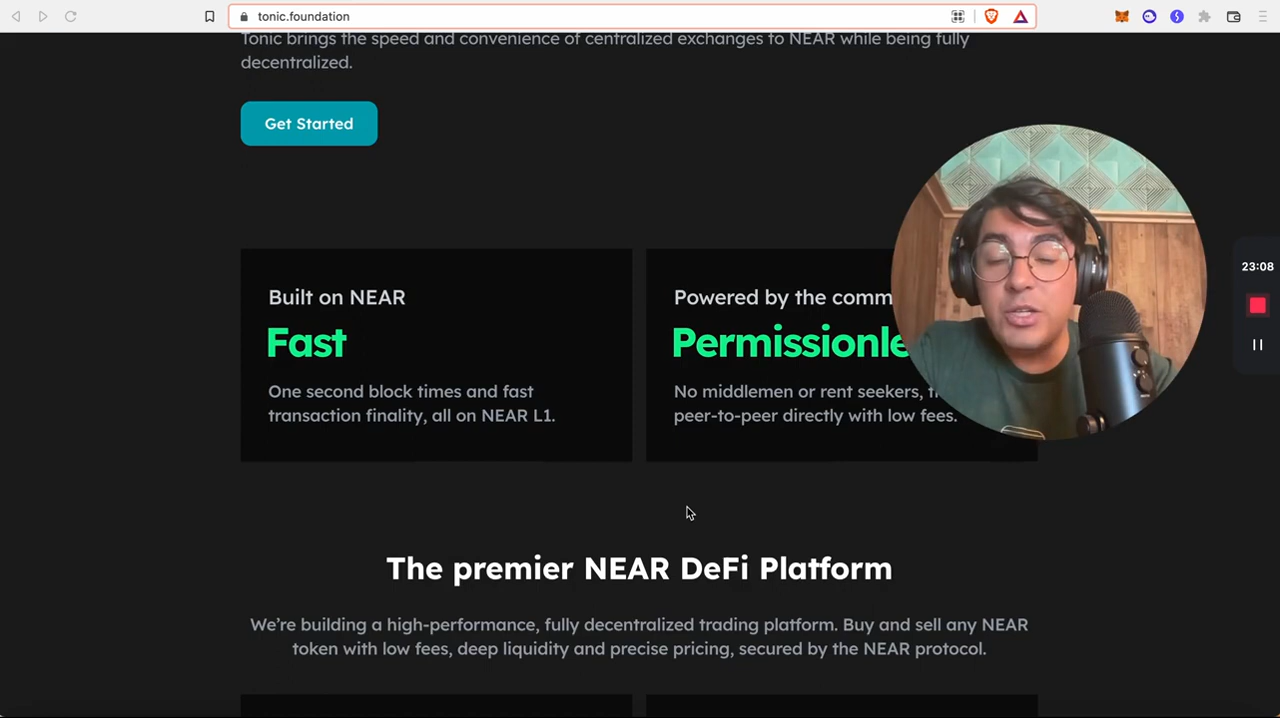 tonic.foundation
Tonic brings the speed and convenience of centralized exchanges to NEAR while being fully
decentralized.
Get Started
Built on NEAR
Fast
One second block times and fast
transaction finality, all on NEAR L1.
Powered by the comm
Permissionle
No middlemen or rent seekers,
peer-to-peer directly with low fees.
23:08
The premier NEAR DeFi Platform
We're building a high-performance, fully decentralized trading platform. Buy and sell any NEAR
token with low fees, deep liquidity and precise pricing, secured by the NEAR protocol.